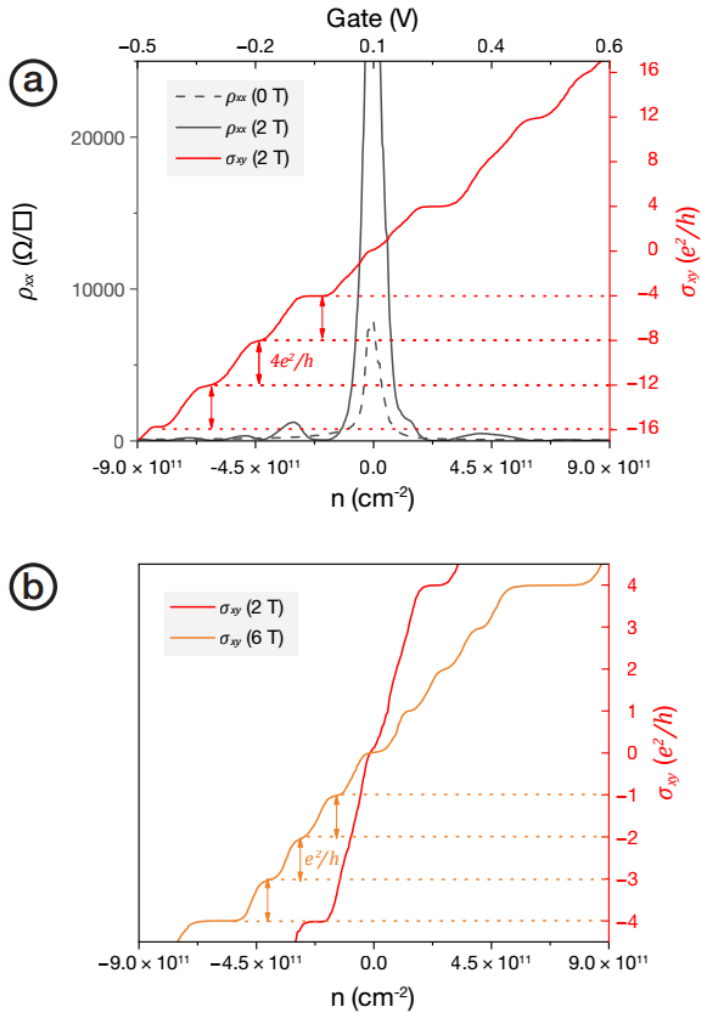 Gate (V)
-0.5 -0.2 0.1 0.4 0.6
a
ρxx (0 T)
ρxx (2 T)
σxy (2 T)
20000
10000
0
ρxx (Ω/□)
16
12
8
4
0
-4
-8
-12
-16
σxy (e²/h)
4e²/h
-9.0 × 10¹¹ -4.5 × 10¹¹ 0.0 4.5 × 10¹¹ 9.0 × 10¹¹
n (cm⁻²)
b
σxy (2 T)
σxy (6 T)
4
3
2
1
0
-1
-2
-3
-4
σxy (e²/h)
e²/h
-9.0 × 10¹¹ -4.5 × 10¹¹ 0.0 4.5 × 10¹¹ 9.0 × 10¹¹
n (cm⁻²)